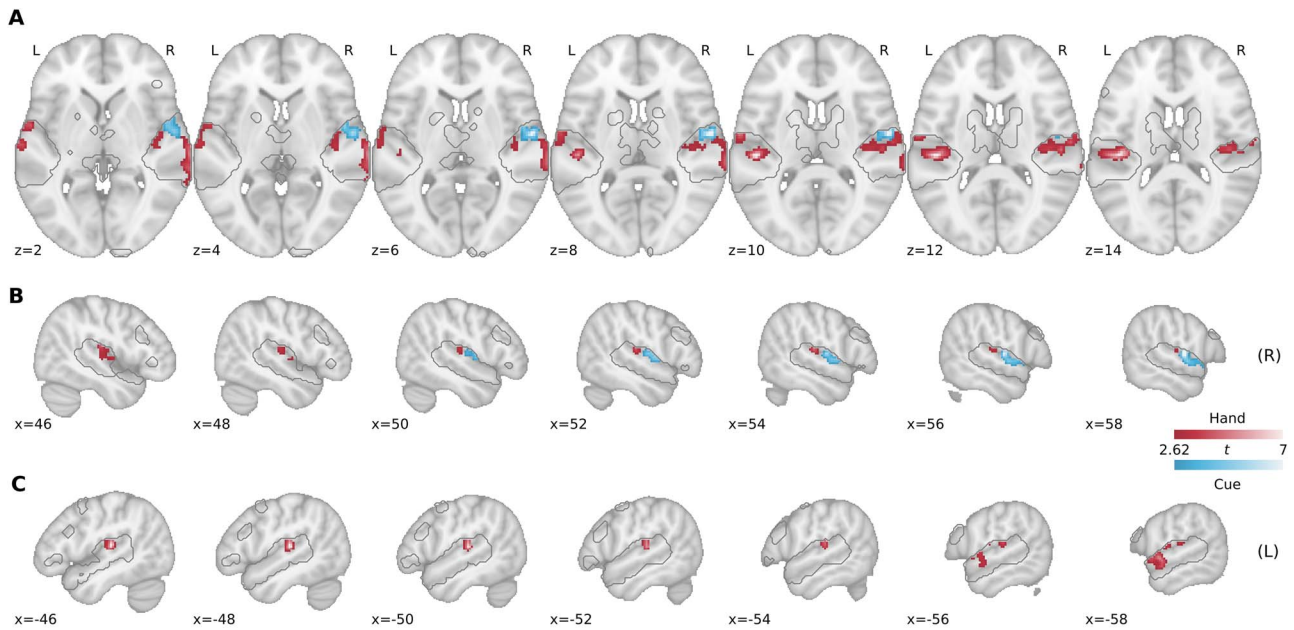 A
L R L R L R L R L R L R L R
z=2 z=4 z=6 z=8 z=10 z=12 z=14
B
(R)
x=46 x=48 x=50 x=52 x=54 x=56 x=58
Hand
2.62 t 7
Cue
C
(L)
x=-46 x=-48 x=-50 x=-52 x=-54 x=-56 x=-58